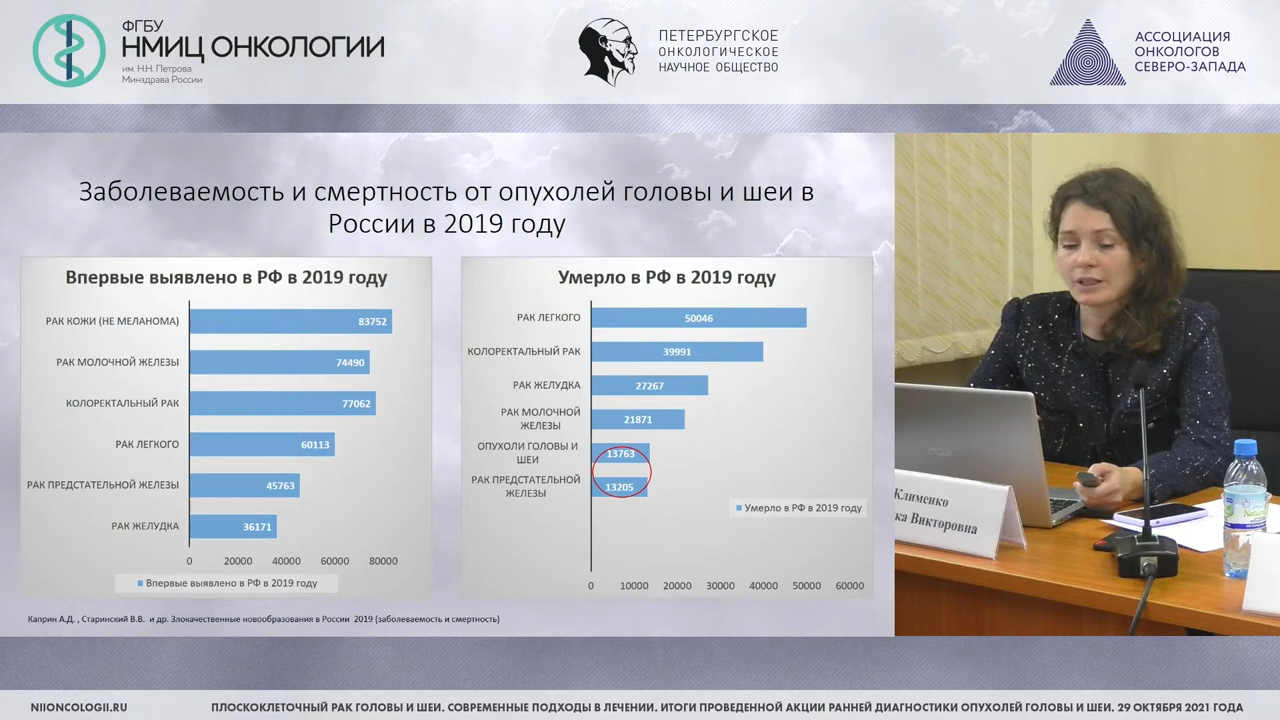 ФГБУ
НМИЦ ОНКОЛОГИИ
им. Н.Н. Петрова
Минздрава России
ПЕТЕРБУРГСКОЕ
ОНКОЛОГИЧЕСКОЕ
НАУЧНОЕ ОБЩЕСТВО
АССОЦИАЦИЯ
ОНКОЛОГОВ
СЕВЕРО-ЗАПАДА
Заболеваемость и смертность от опухолей головы и шеи в
России в 2019 году
Впервые выявлено в РФ в 2019 году
РАК КОЖИ (НЕ МЕЛАНОМА) 83752
РАК МОЛОЧНОЙ ЖЕЛЕЗЫ 74490
КОЛОРЕКТАЛЬНЫЙ РАК 77062
РАК ЛЕГКОГО 60113
РАК ПРЕДСТАТЕЛЬНОЙ ЖЕЛЕЗЫ 45763
РАК ЖЕЛУДКА 36171
0 20000 40000 60000 80000
Впервые выявлено в РФ в 2019 году
Умерло в РФ в 2019 году
РАК ЛЕГКОГО 50046
КОЛОРЕКТАЛЬНЫЙ РАК 39991
РАК ЖЕЛУДКА 27267
РАК МОЛОЧНОЙ
ЖЕЛЕЗЫ 21871
ОПУХОЛИ ГОЛОВЫ И
ШЕИ 13763
РАК ПРЕДСТАТЕЛЬНОЙ
ЖЕЛЕЗЫ 13205
Умерло в РФ в 2019 году
0 10000 20000 30000 40000 50000 60000
Каприн А.Д. , Старинский В.В. и др. Злокачественные новообразования в России 2019 (заболеваемость и смертность)
Клименко
ка Викторовна
NIIONCOLOGII.RU
ПЛОСКОКЛЕТОЧНЫЙ РАК ГОЛОВЫ И ШЕИ. СОВРЕМЕННЫЕ ПОДХОДЫ В ЛЕЧЕНИИ. ИТОГИ ПРОВЕДЕННОЙ АКЦИИ РАННЕЙ ДИАГНОСТИКИ ОПУХОЛЕЙ ГОЛОВЫ И ШЕИ. 29 ОКТЯБРЯ 2021 ГОДА